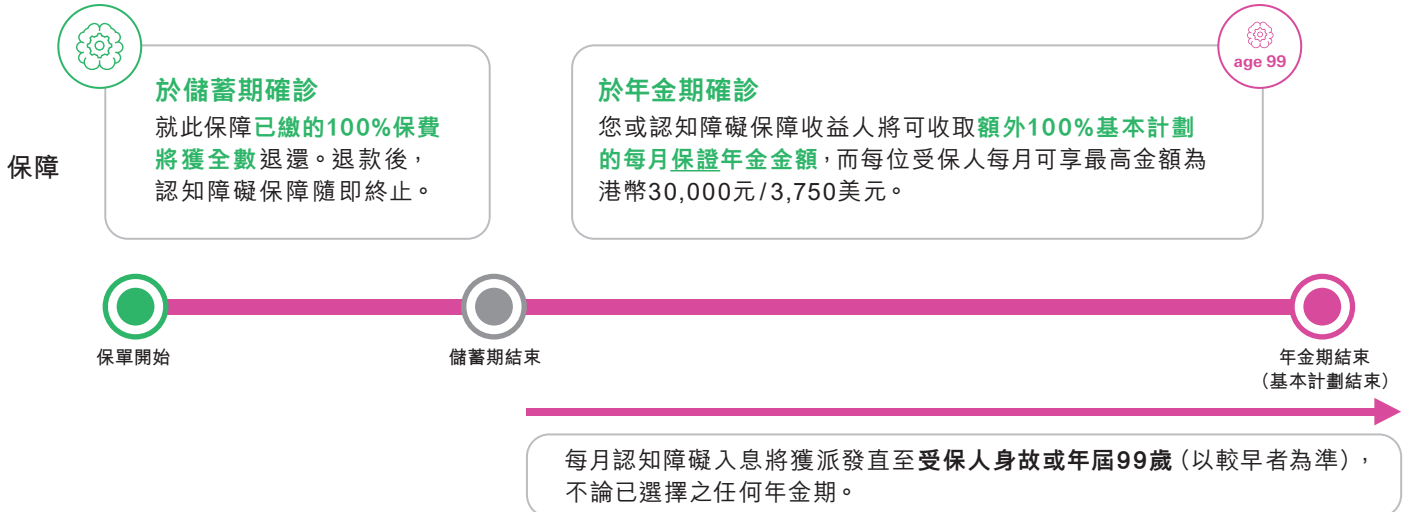 age 99
保障
於儲蓄期確診
就此保障已繳的100%保費
將獲全數退還。退款後，
認知障礙保障隨即終止。
於年金期確診
您或認知障礙保障收益人將可收取額外100%基本計劃
的每月保證年金金額，而每位受保人每月可享最高金額為
港幣30,000元/3,750美元。
保單開始
儲蓄期結束
年金期結束
（基本計劃結束）
每月認知障礙入息將獲派發直至受保人身故或年屆99歲（以較早者為準），
不論已選擇之任何年金期。